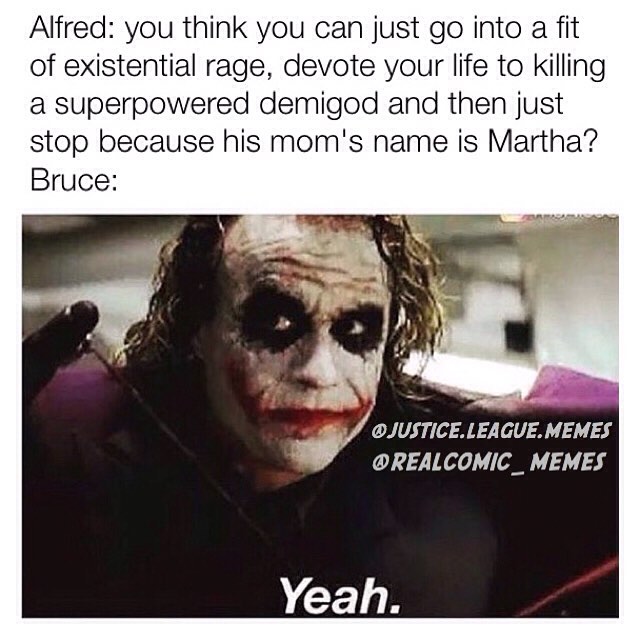 Alfred: you think you can just go into a fit
of existential rage, devote your life to killing
a superpowered demigod and then just
stop because his mom's name is Martha?
Bruce:
@JUSTICE.LEAGUE.MEMES
@REALCOMIC_MEMES
Yeah.